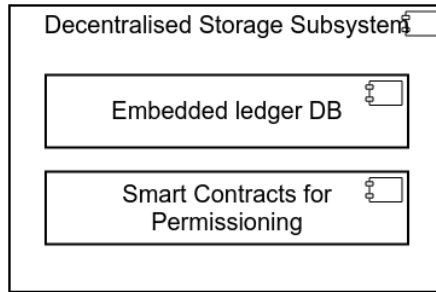 Decentralised Storage Subsystem
Embedded ledger DB
Smart Contracts for
Permissioning